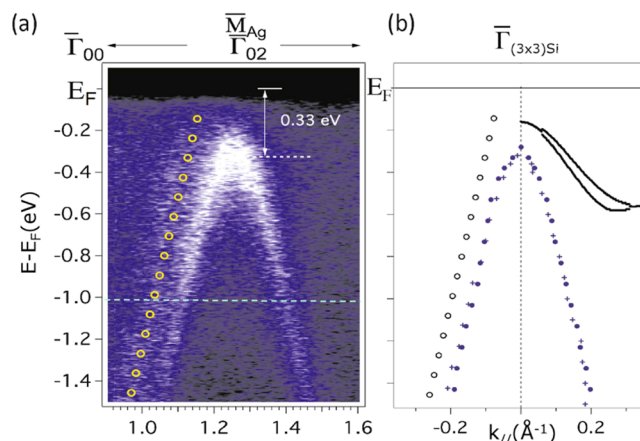 (a)
M̅Ag
Γ̅00
Γ̅02
EF
0.33 eV
-0.2
-0.4
-0.6
-0.8
-1.0
-1.2
-1.4
E-EF(eV)
1.0
1.2
1.4
1.6
(b)
Γ̅(3x3)Si
EF
-0.2
0
0.2
k//(Å-1)